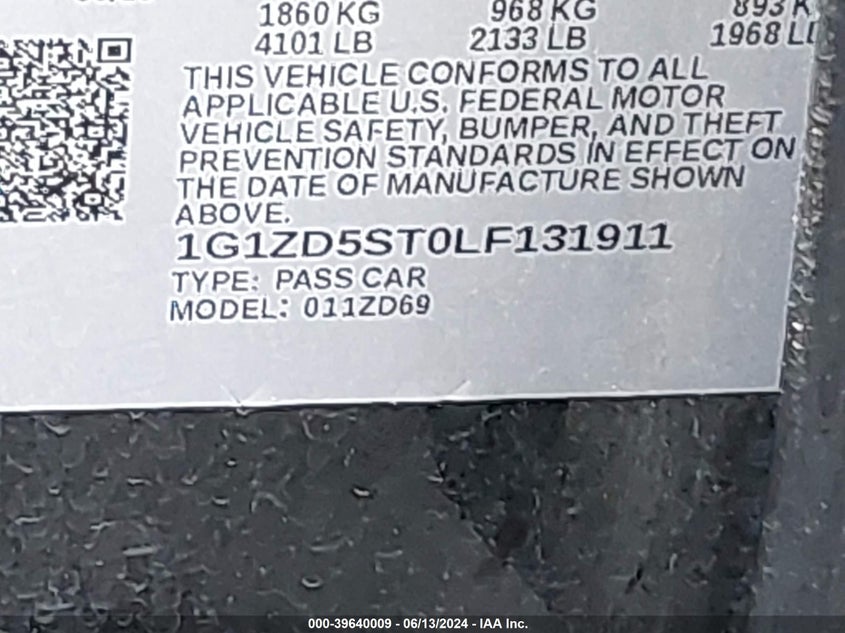 1860 KG 968 KG 893 K
4101 LB 2133 LB 1968 L
THIS VEHICLE CONFORMS TO ALL
APPLICABLE U.S. FEDERAL MOTOR
VEHICLE SAFETY, BUMPER, AND THEFT
PREVENTION STANDARDS IN EFFECT ON
THE DATE OF MANUFACTURE SHOWN
ABOVE.
1G1ZD5ST0LF131911
TYPE: PASS CAR
MODEL: 011ZD69
000-39640009 - 06/13/2024 - IAA Inc.